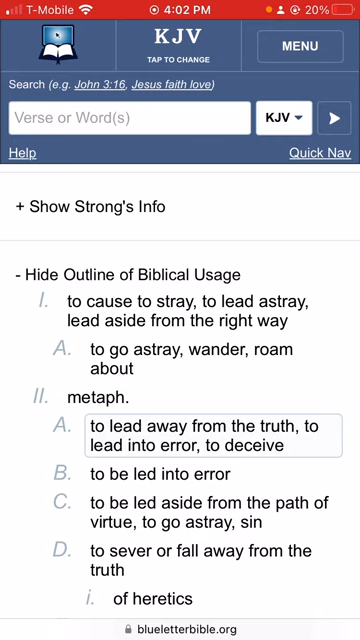 T-Mobile 4:02 PM 20%
KJV
TAP TO CHANGE
MENU
Search (e.g. John 3:16, Jesus faith love)
Verse or Word(s)
KJV
Help
Quick Nav
+ Show Strong's Info
- Hide Outline of Biblical Usage
I. to cause to stray, to lead astray,
lead aside from the right way
A. to go astray, wander, roam
about
II. metaph.
A. to lead away from the truth, to
lead into error, to deceive
B. to be led into error
C. to be led aside from the path of
virtue, to go astray, sin
D. to sever or fall away from the
truth
i. of heretics
blueletterbible.org